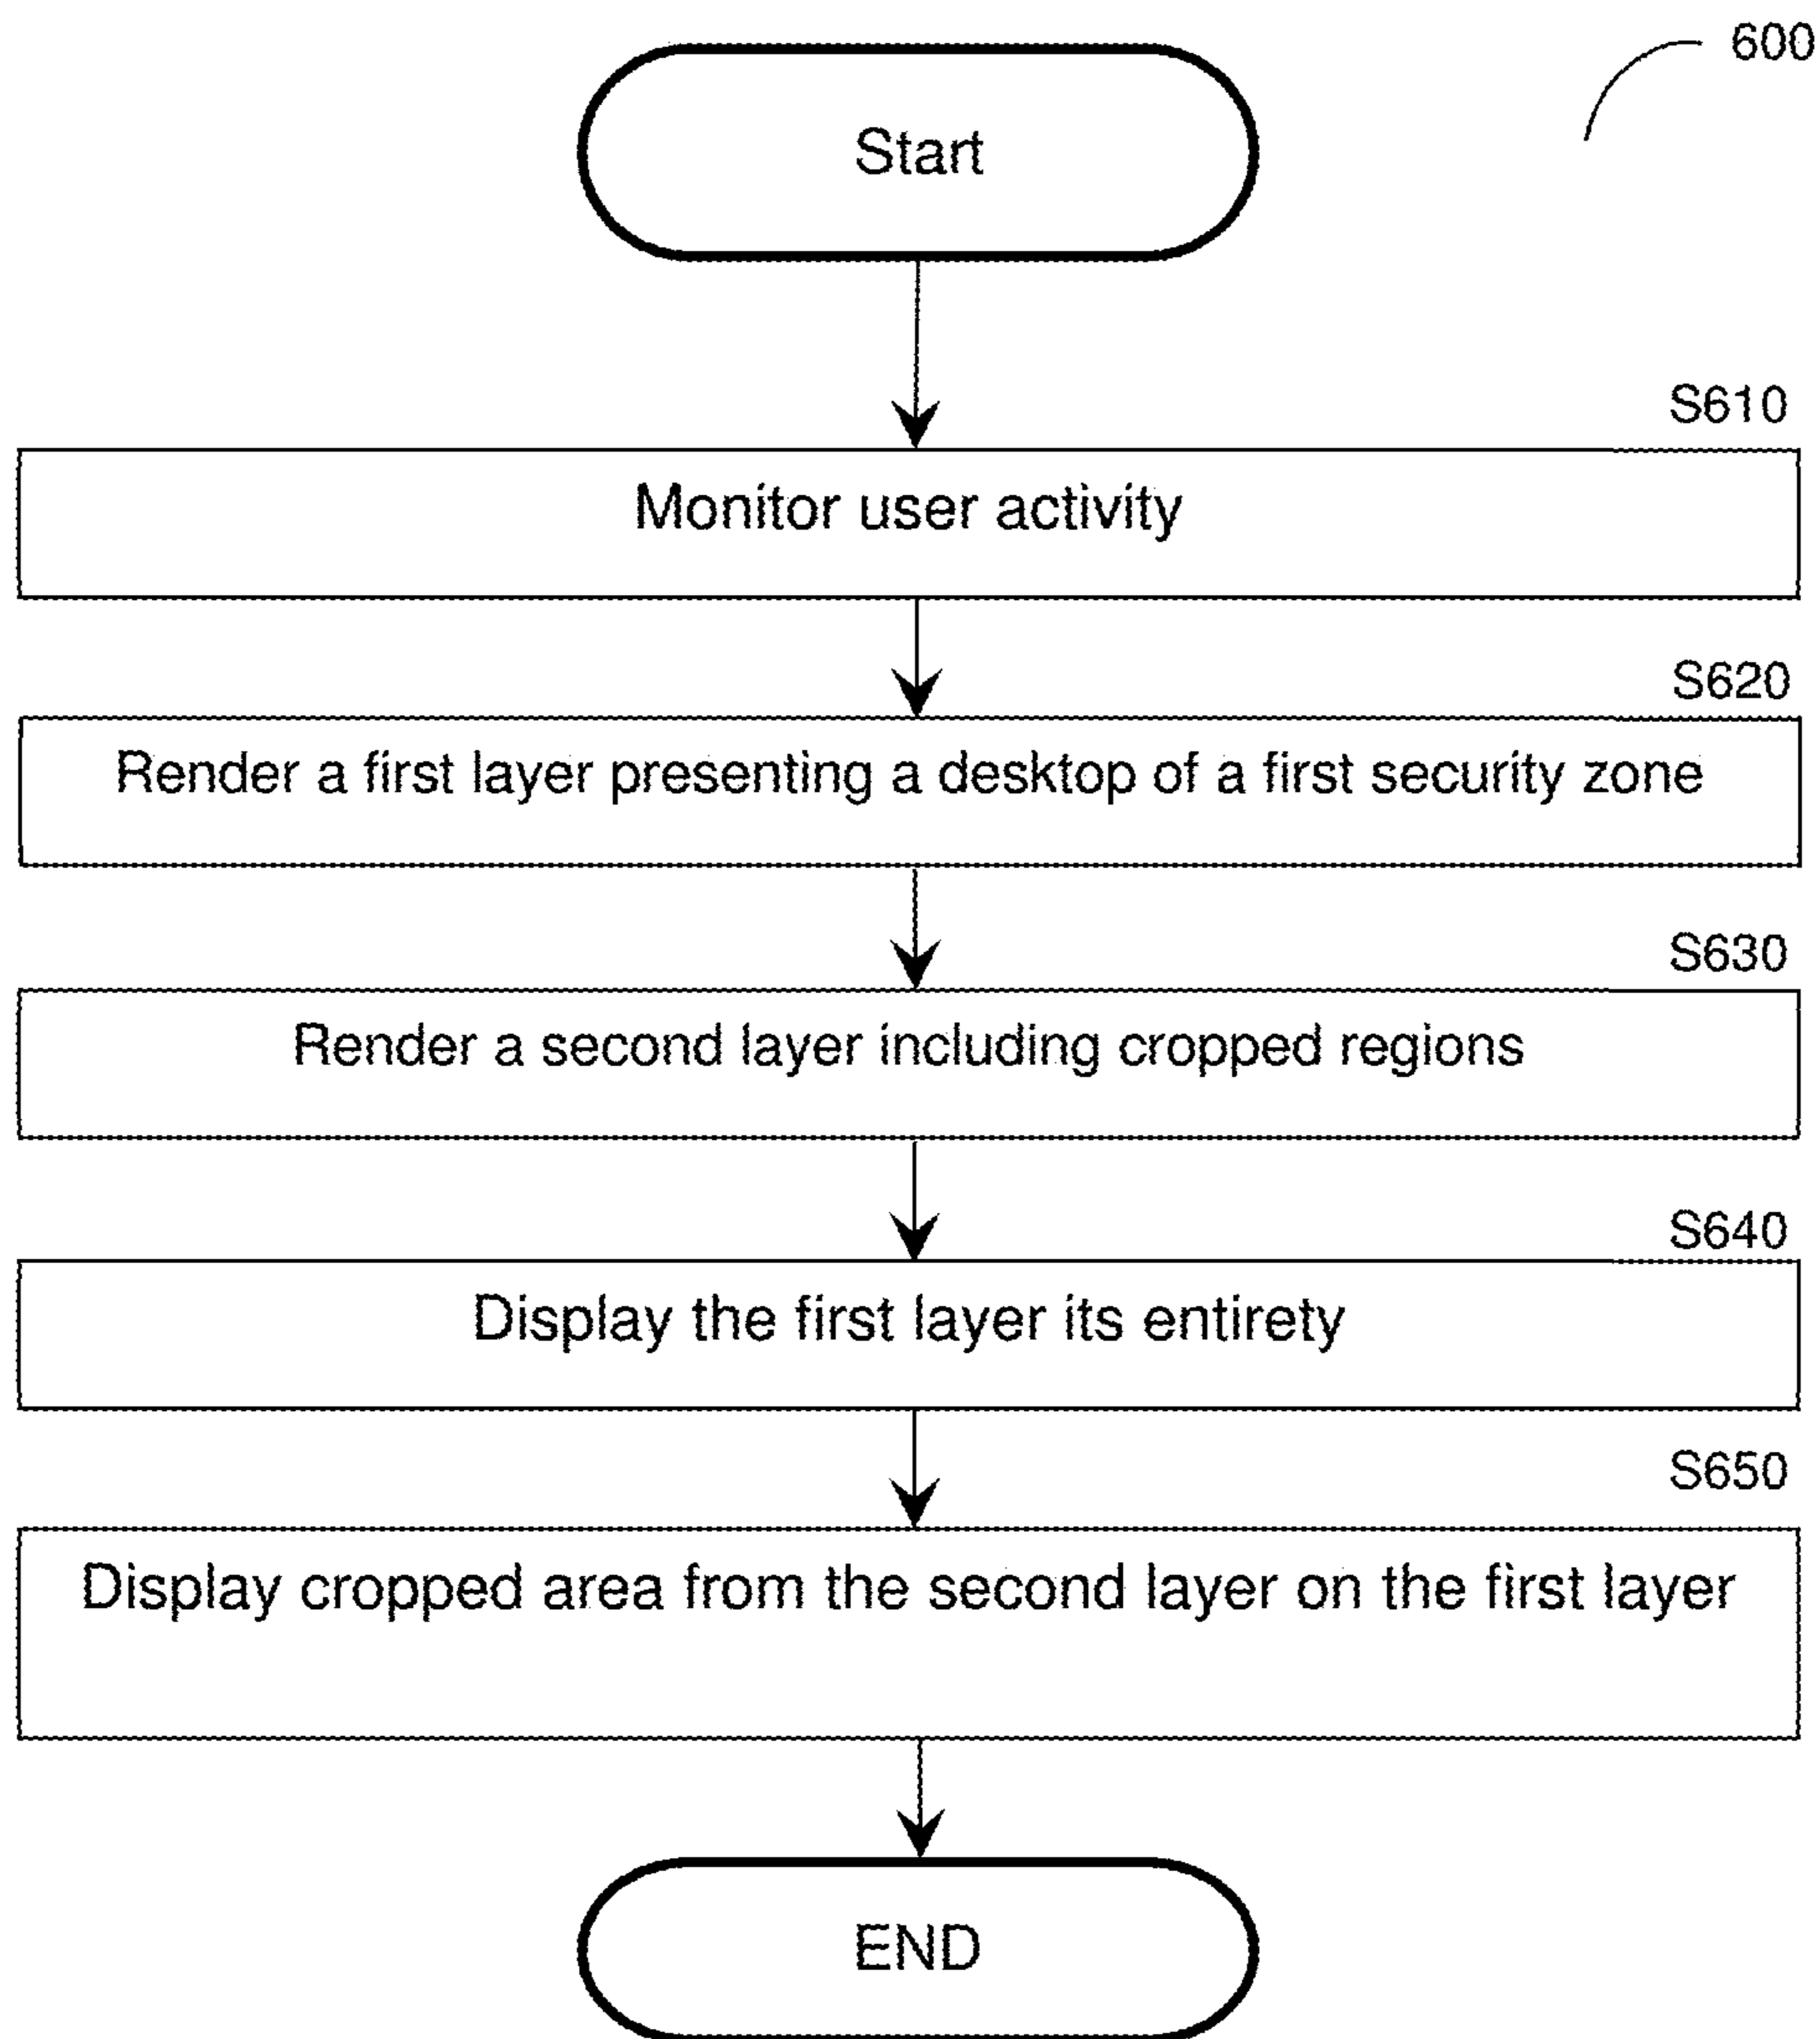 600
Start
S610
Monitor user activity
S620
Render a first layer presenting a desktop of a first security zone
S630
Render a second layer including cropped regions
S640
Display the first layer its entirety
S650
Display cropped area from the second layer on the first layer
END